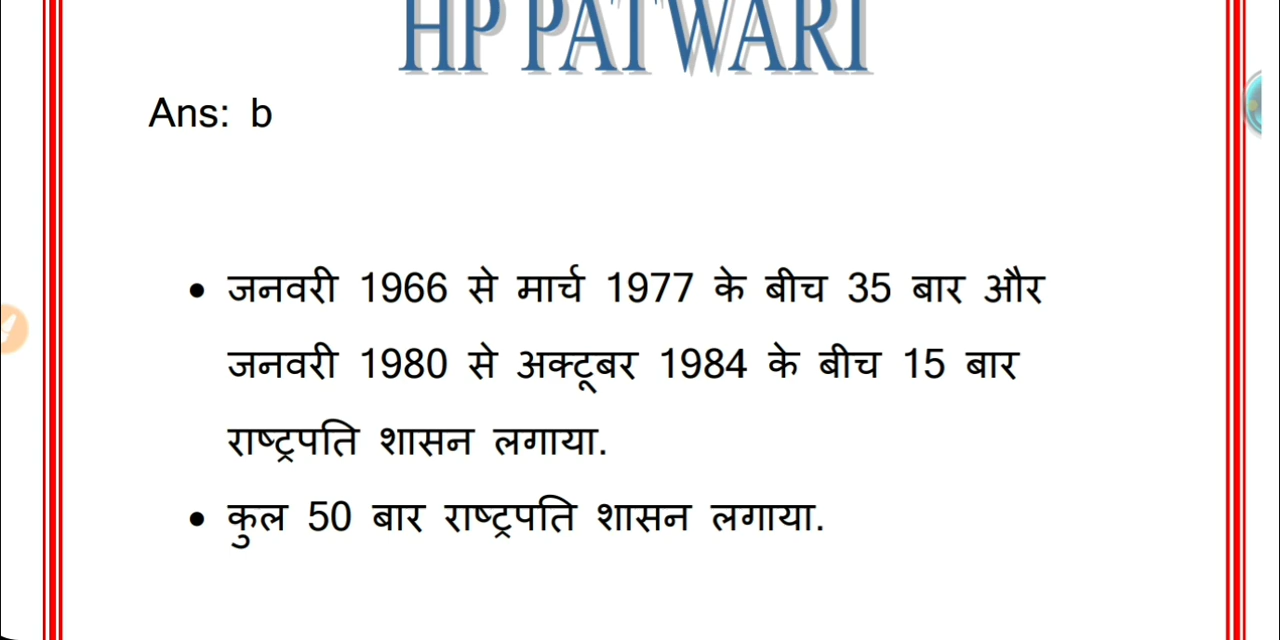 HP PATWARI
Ans: b
• जनवरी 1966 से मार्च 1977 के बीच 35 बार और
जनवरी 1980 से अक्टूबर 1984 के बीच 15 बार
राष्ट्रपति शासन लगाया.
• कुल 50 बार राष्ट्रपति शासन लगाया.